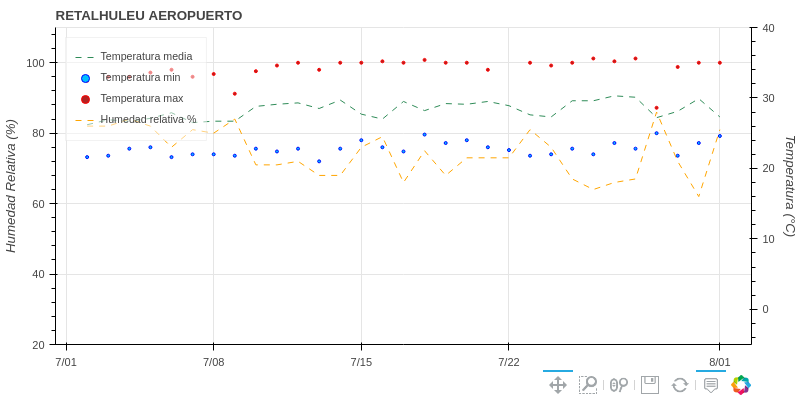 RETALHULEU AEROPUERTO
Temperatura media
Temperatura min
Temperatura max
Humedad relativa %
Humedad Relativa (%)
100
80
60
40
20
Temperatura (°C)
40
30
20
10
0
7/01
7/08
7/15
7/22
8/01